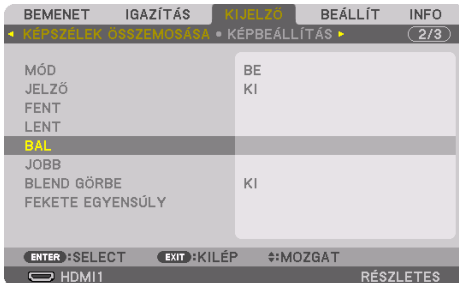 BEMENET IGAZÍTÁS KIJELZŐ BEÁLLÍT INFO
◂ KÉPSZÉLEK ÖSSZEMOSÁSA ● KÉPBEÁLLÍTÁS ▸ 2/3
MÓD BE
JELZŐ KI
FENT
LENT
BAL
JOBB
BLEND GÖRBE KI
FEKETE EGYENSÚLY
ENTER :SELECT EXIT :KILÉP :MOZGAT
HDMI1 RÉSZLETES